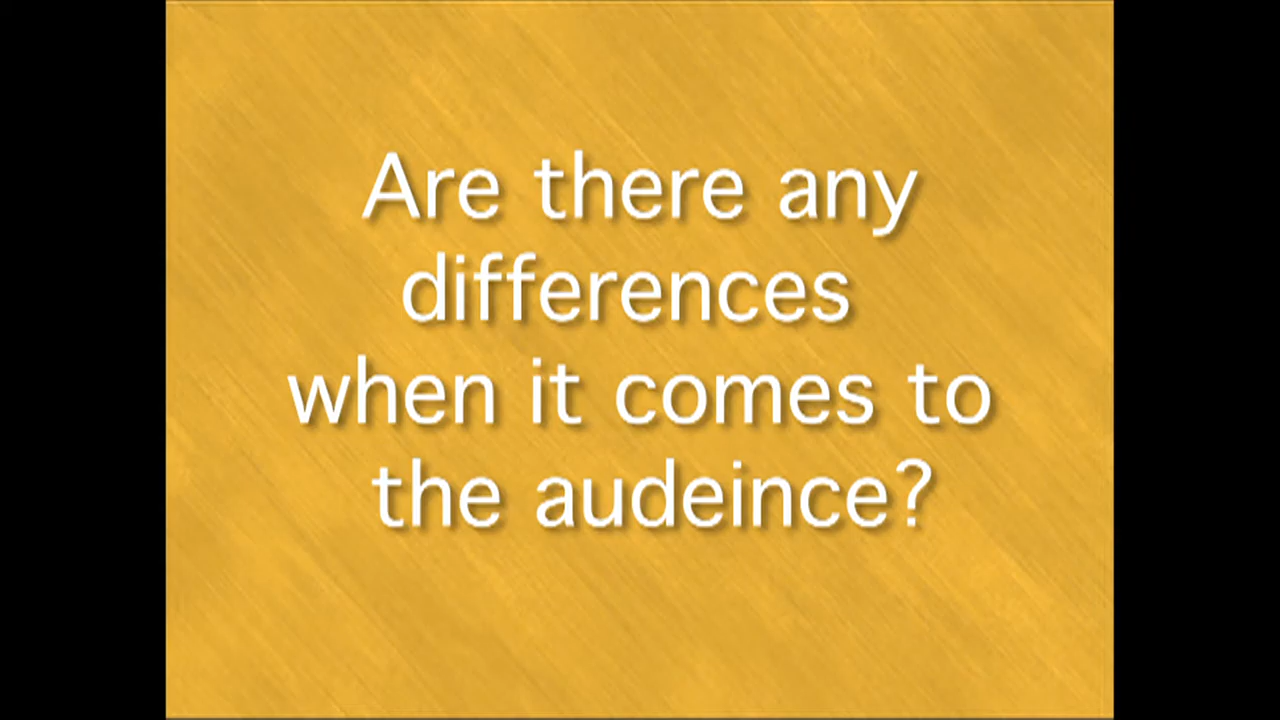 Are there any
differences
when it comes to
the audeince?